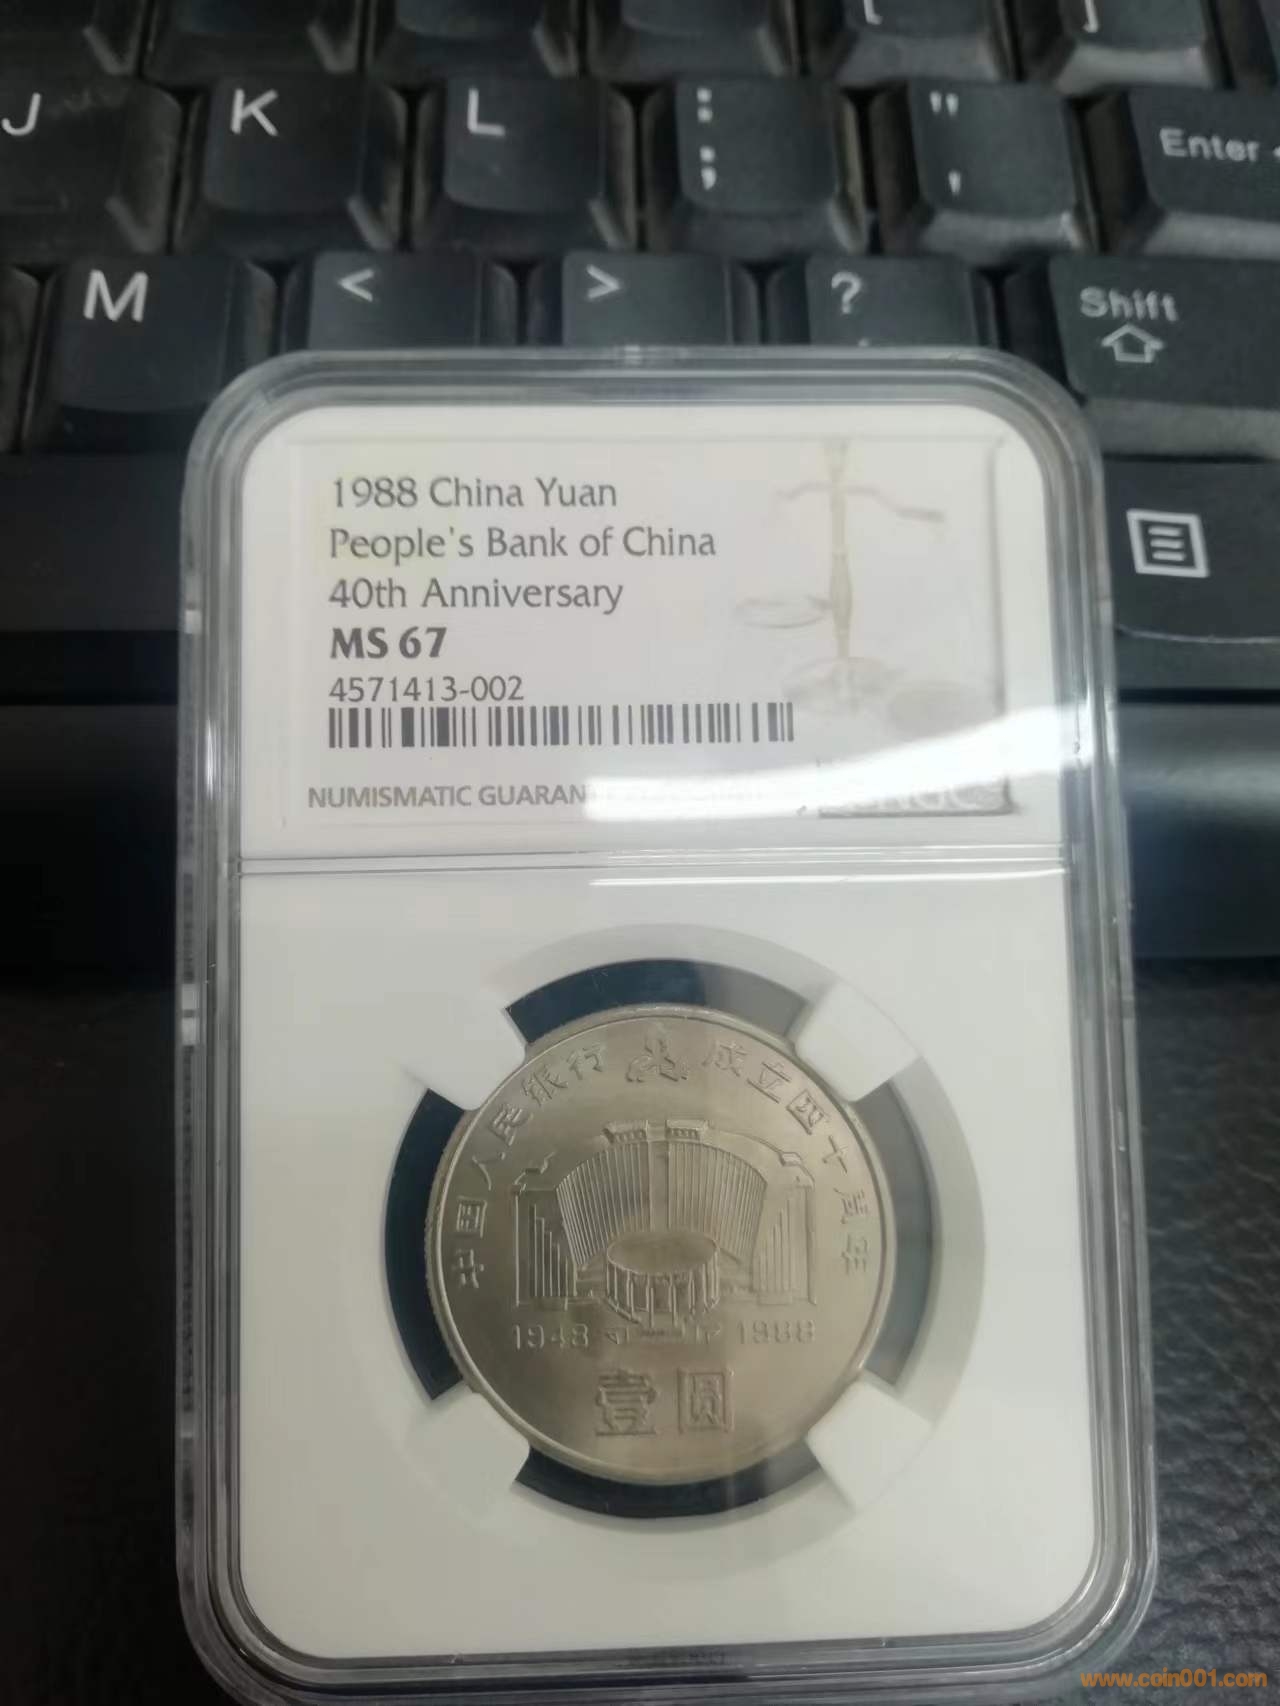 [ ]
J K L : ; " ' Enter
M < > ? Shift
1988 China Yuan
People's Bank of China
40th Anniversary
MS 67
4571413-002
NUMISMATIC
NGC
中国人民银行 成立四十周年
1948 1988
壹圆
www.coin001.com